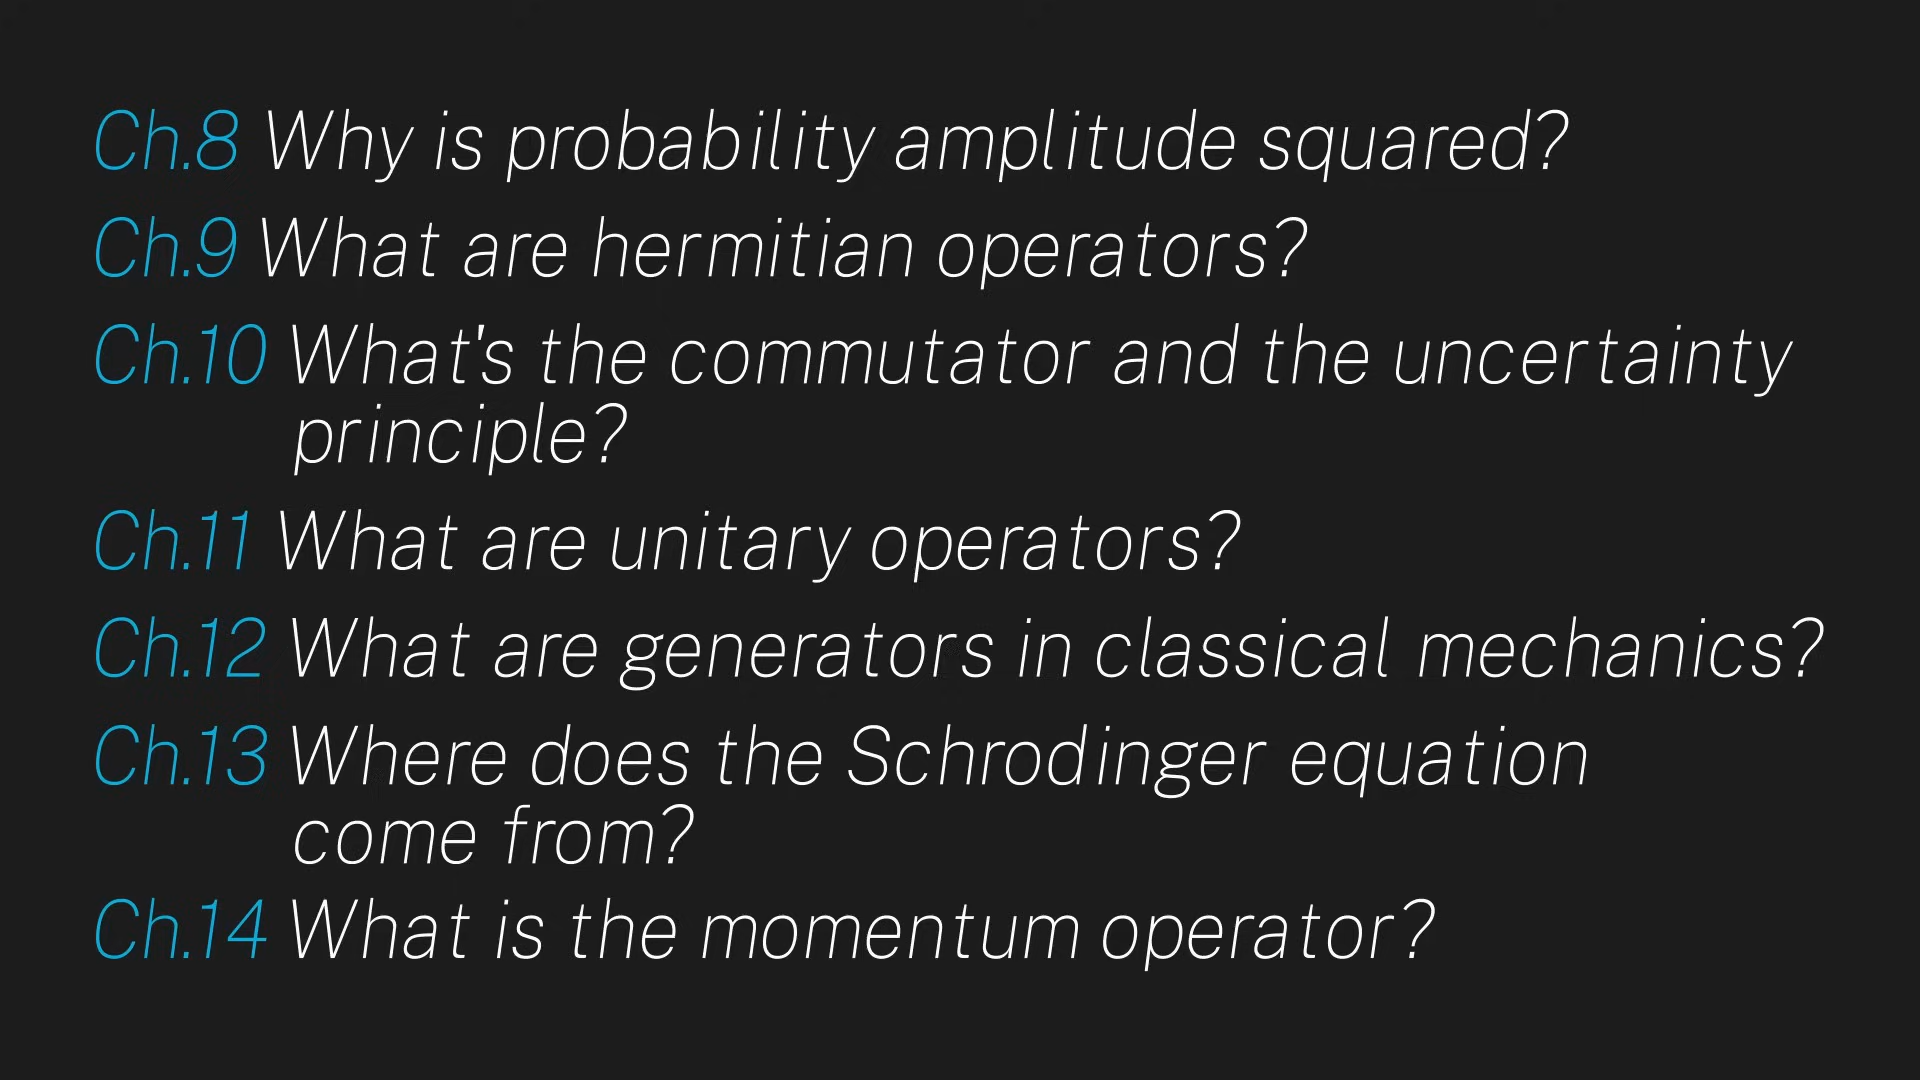 Ch.8 Why is probability amplitude squared?
Ch.9 What are hermitian operators?
Ch.10 What's the commutator and the uncertainty
principle?
Ch.11 What are unitary operators?
Ch.12 What are generators in classical mechanics?
Ch.13 Where does the Schrodinger equation
come from?
Ch.14 What is the momentum operator?